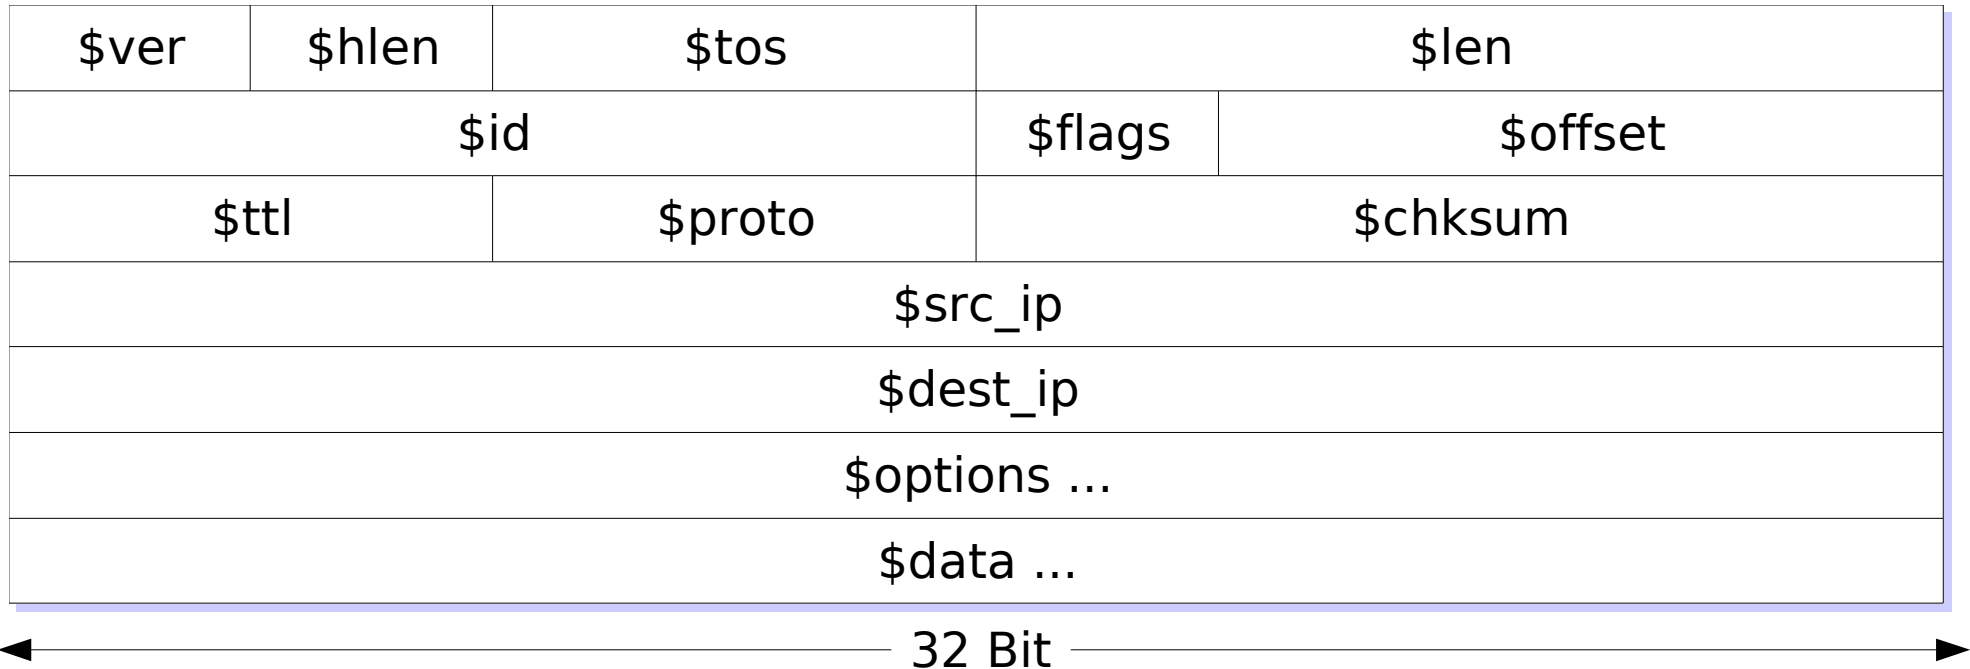 $ver $hlen $tos $len
$id $flags $offset
$ttl $proto $chksum
$src_ip
$dest_ip
$options ...
$data ...
32 Bit